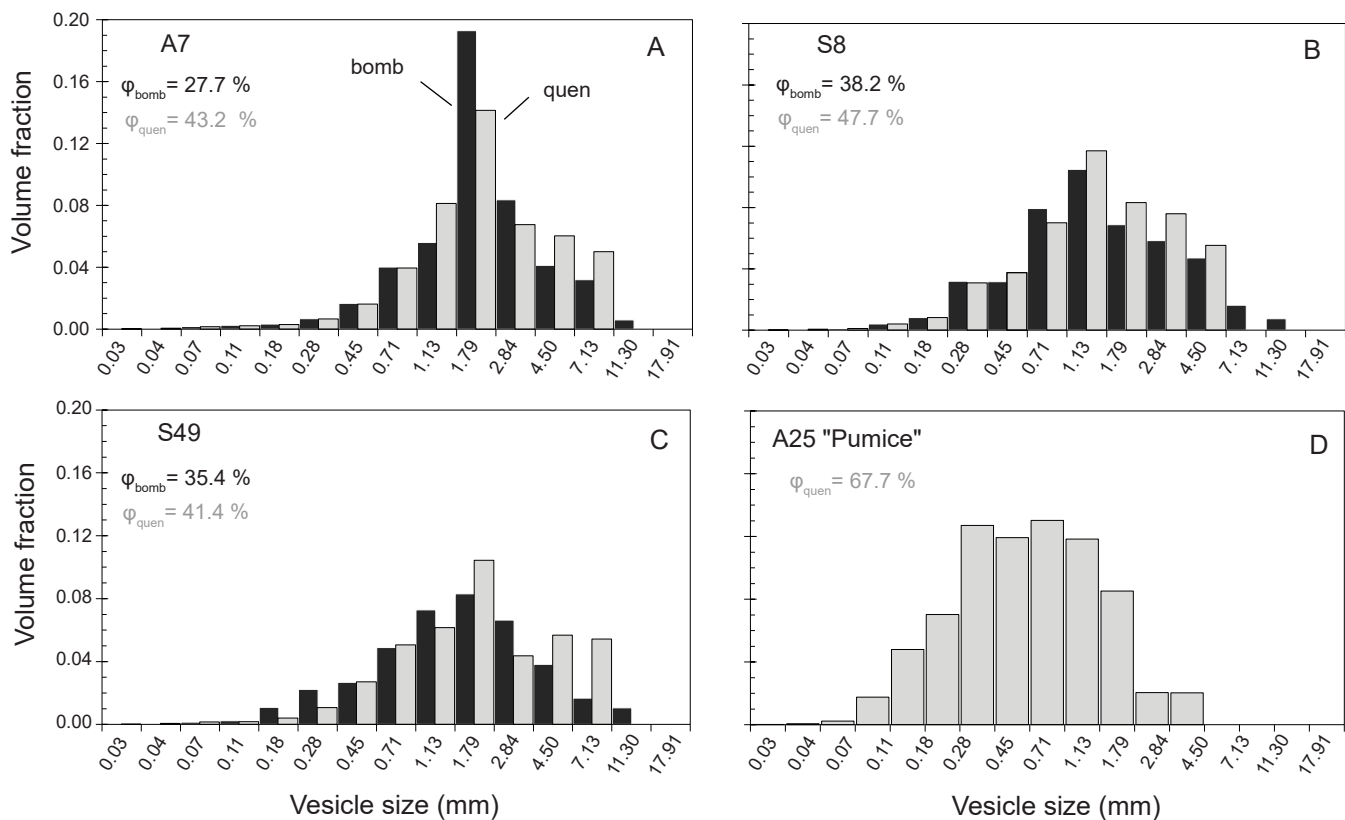 A7
A
φbomb= 27.7 %
φquen= 43.2 %
bomb
quen
Volume fraction
0.20
0.16
0.12
0.08
0.04
0.00
0.03 0.04 0.07 0.11 0.18 0.28 0.45 0.71 1.13 1.79 2.84 4.50 7.13 11.30 17.91
S8
B
φbomb= 38.2 %
φquen= 47.7 %
0.03 0.04 0.07 0.11 0.18 0.28 0.45 0.71 1.13 1.79 2.84 4.50 7.13 11.30 17.91
S49
C
φbomb= 35.4 %
φquen= 41.4 %
Volume fraction
0.20
0.16
0.12
0.08
0.04
0.00
0.03 0.04 0.07 0.11 0.18 0.28 0.45 0.71 1.13 1.79 2.84 4.50 7.13 11.30 17.91
Vesicle size (mm)
A25 "Pumice"
D
φquen= 67.7 %
0.03 0.04 0.07 0.11 0.18 0.28 0.45 0.71 1.13 1.79 2.84 4.50 7.13 11.30 17.91
Vesicle size (mm)